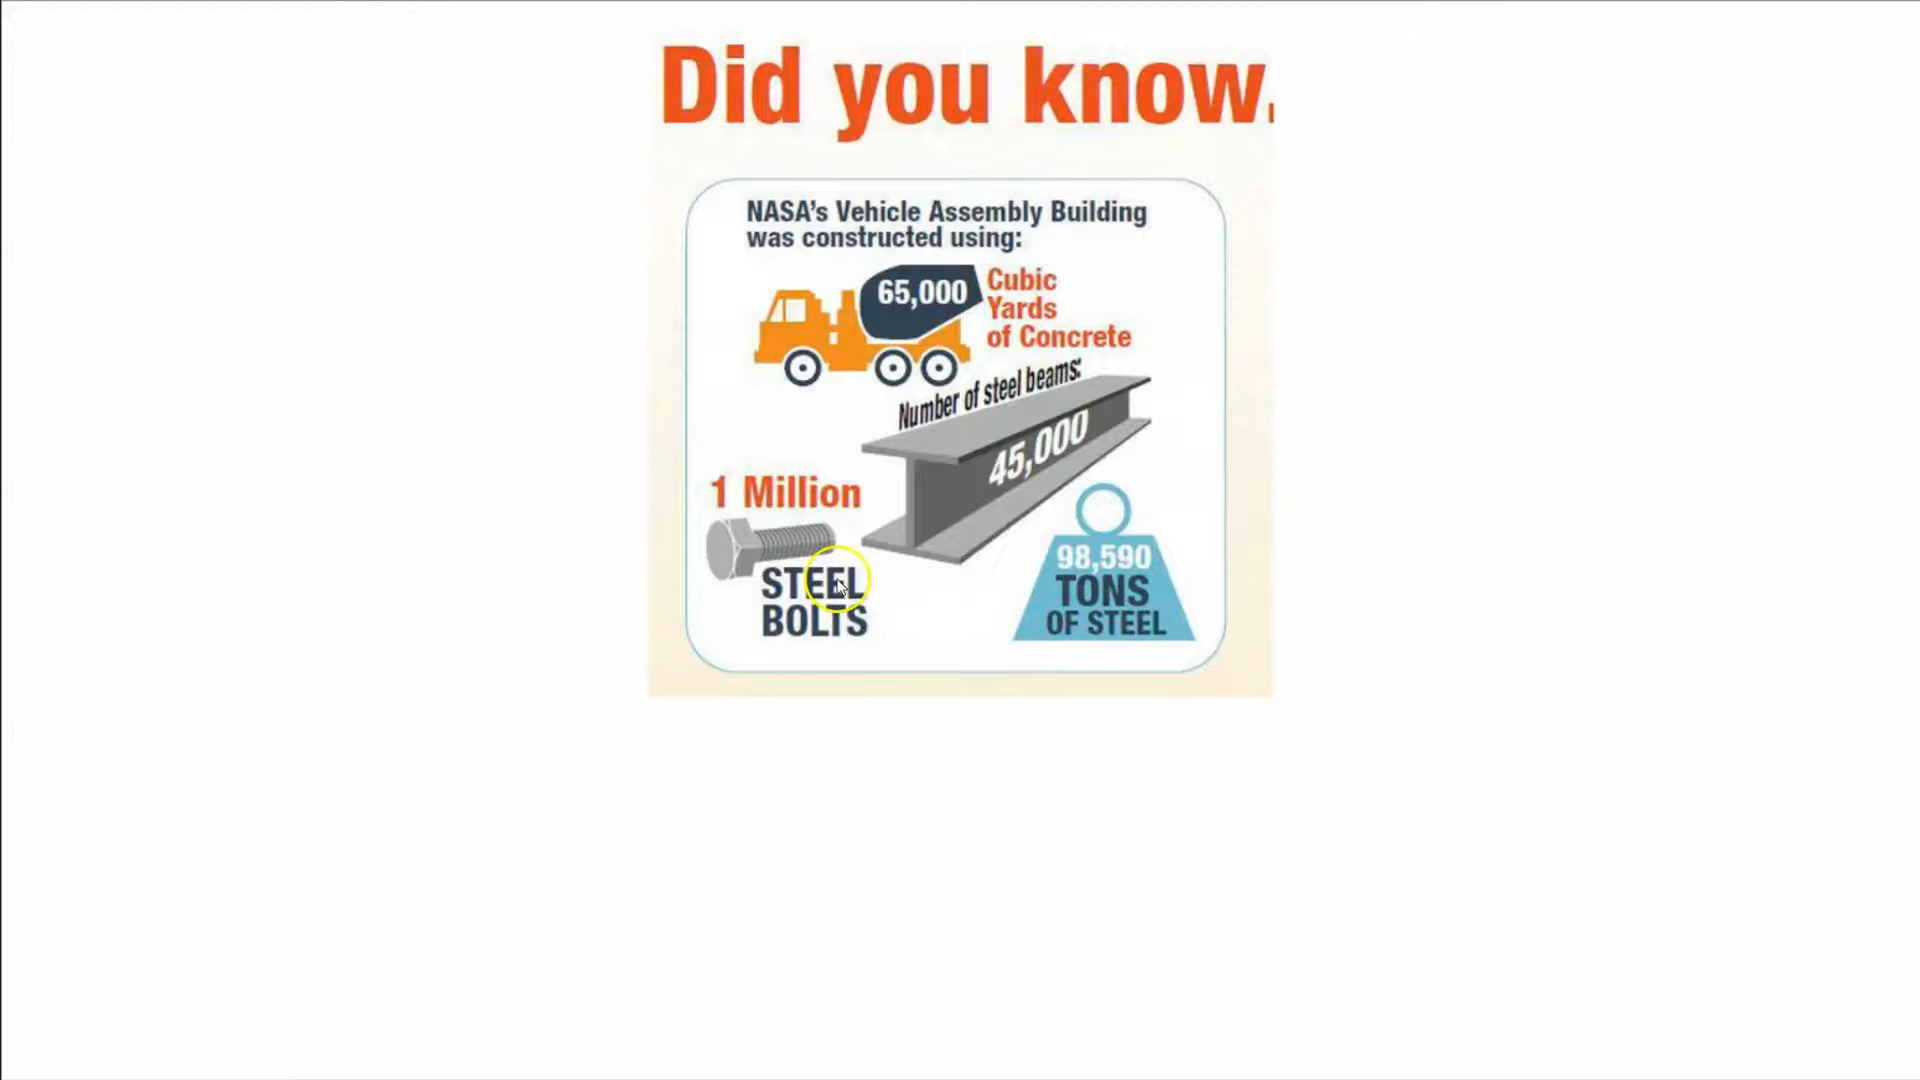 Did you know.
NASA's Vehicle Assembly Building
was constructed using:
65,000
Cubic
Yards
of Concrete
Number of steel beams:
45,000
1 Million
STEEL
BOLTS
98,590
TONS
OF STEEL